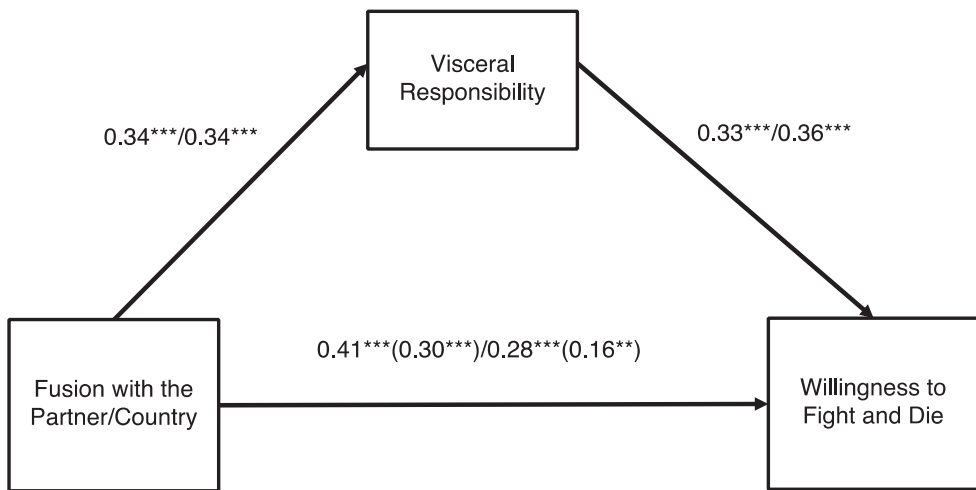 Visceral
Responsibility
0.34***/0.34***
0.33***/0.36***
0.41***(0.30***)/0.28***(0.16**)
Fusion with the
Partner/Country
Willingness to
Fight and Die